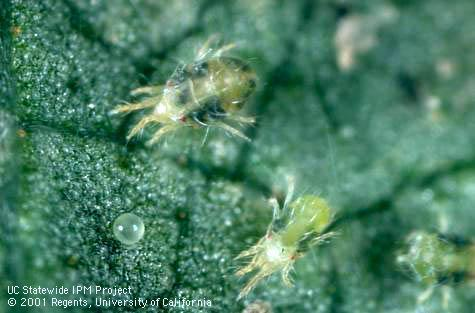 UC Statewide IPM Project
© 2001 Regents, University of California